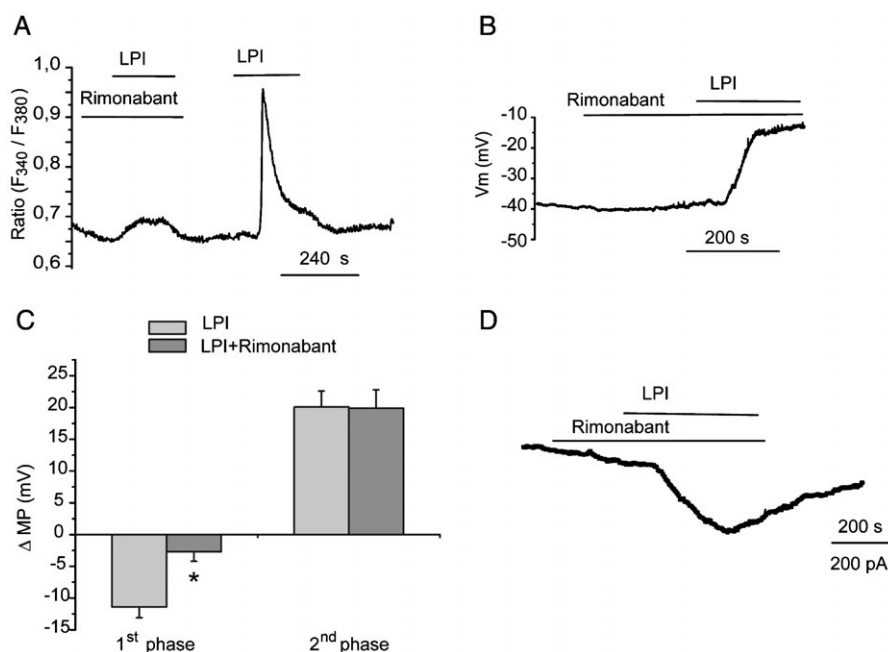 A
LPI
LPI
Rimonabant
Ratio (F340 / F380)
1,0
0,9
0,8
0,7
0,6
240 s
B
LPI
Rimonabant
Vm (mV)
-10
-20
-30
-40
-50
200 s
C
LPI
LPI+Rimonabant
Δ MP (mV)
25
20
15
10
5
0
-5
-10
-15
*
1st phase
2nd phase
D
LPI
Rimonabant
200 s
200 pA